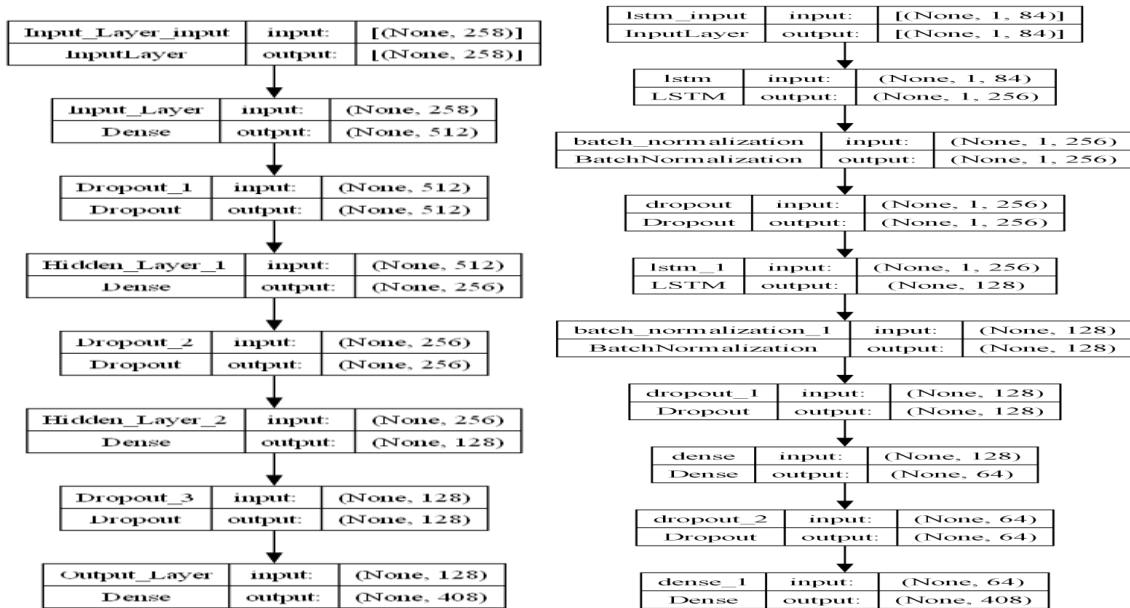 Input_Layer_input input: [(None, 258)]
InputLayer output: [(None, 258)]
Input_Layer input: (None, 258)
Dense output: (None, 512)
Dropout_1 input: (None, 512)
Dropout output: (None, 512)
Hidden_Layer_1 input: (None, 512)
Dense output: (None, 256)
Dropout_2 input: (None, 256)
Dropout output: (None, 256)
Hidden_Layer_2 input: (None, 256)
Dense output: (None, 128)
Dropout_3 input: (None, 128)
Dropout output: (None, 128)
Output_Layer input: (None, 128)
Dense output: (None, 408)
lstm_input input: [(None, 1, 84)]
InputLayer output: [(None, 1, 84)]
lstm input: (None, 1, 84)
LSTM output: (None, 1, 256)
batch_normalization input: (None, 1, 256)
BatchNormalization output: (None, 1, 256)
dropout input: (None, 1, 256)
Dropout output: (None, 1, 256)
lstm_1 input: (None, 1, 256)
LSTM output: (None, 128)
batch_normalization_1 input: (None, 128)
BatchNormalization output: (None, 128)
dropout_1 input: (None, 128)
Dropout output: (None, 128)
dense input: (None, 128)
Dense output: (None, 64)
dropout_2 input: (None, 64)
Dropout output: (None, 64)
dense_1 input: (None, 64)
Dense output: (None, 408)